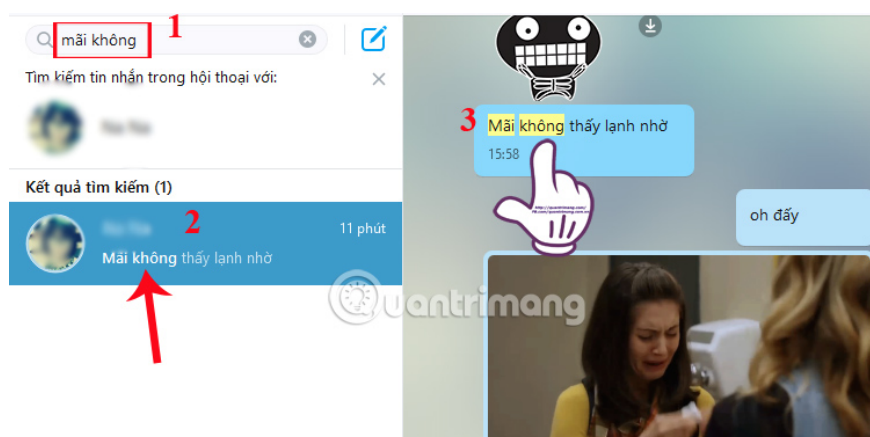 1
mãi không
Tìm kiếm tin nhắn trong hội thoại với:
Kết quả tìm kiếm (1)
2
11 phút
Mãi không thấy lạnh nhờ
3
Mãi không thấy lạnh nhờ
15:58
oh đấy
Quantrimang